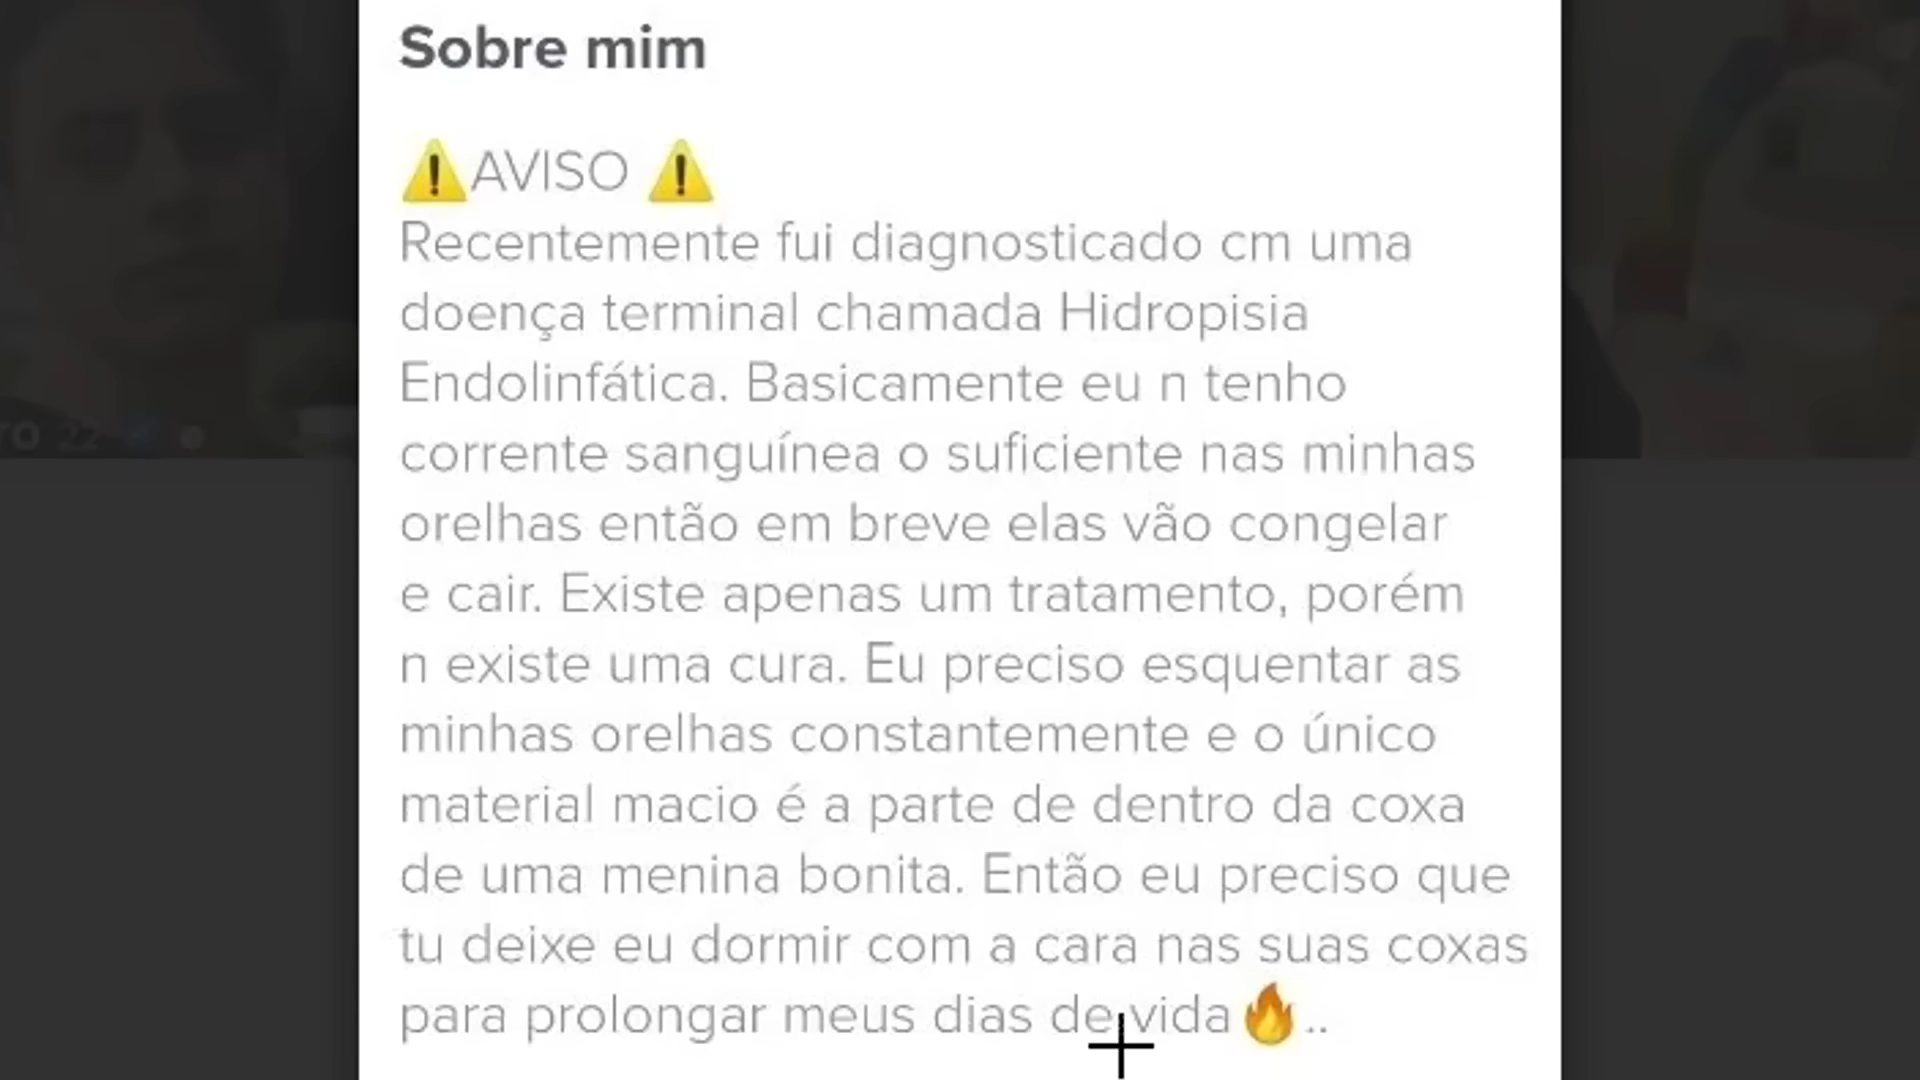 Sobre mim
⚠️AVISO ⚠️
Recentemente fui diagnosticado cm uma
doença terminal chamada Hidropisia
Endolinfática. Basicamente eu n tenho
corrente sanguínea o suficiente nas minhas
orelhas então em breve elas vão congelar
e cair. Existe apenas um tratamento, porém
n existe uma cura. Eu preciso esquentar as
minhas orelhas constantemente e o único
material macio é a parte de dentro da coxa
de uma menina bonita. Então eu preciso que
tu deixe eu dormir com a cara nas suas coxas
para prolongar meus dias de vida🔥..
ro 22